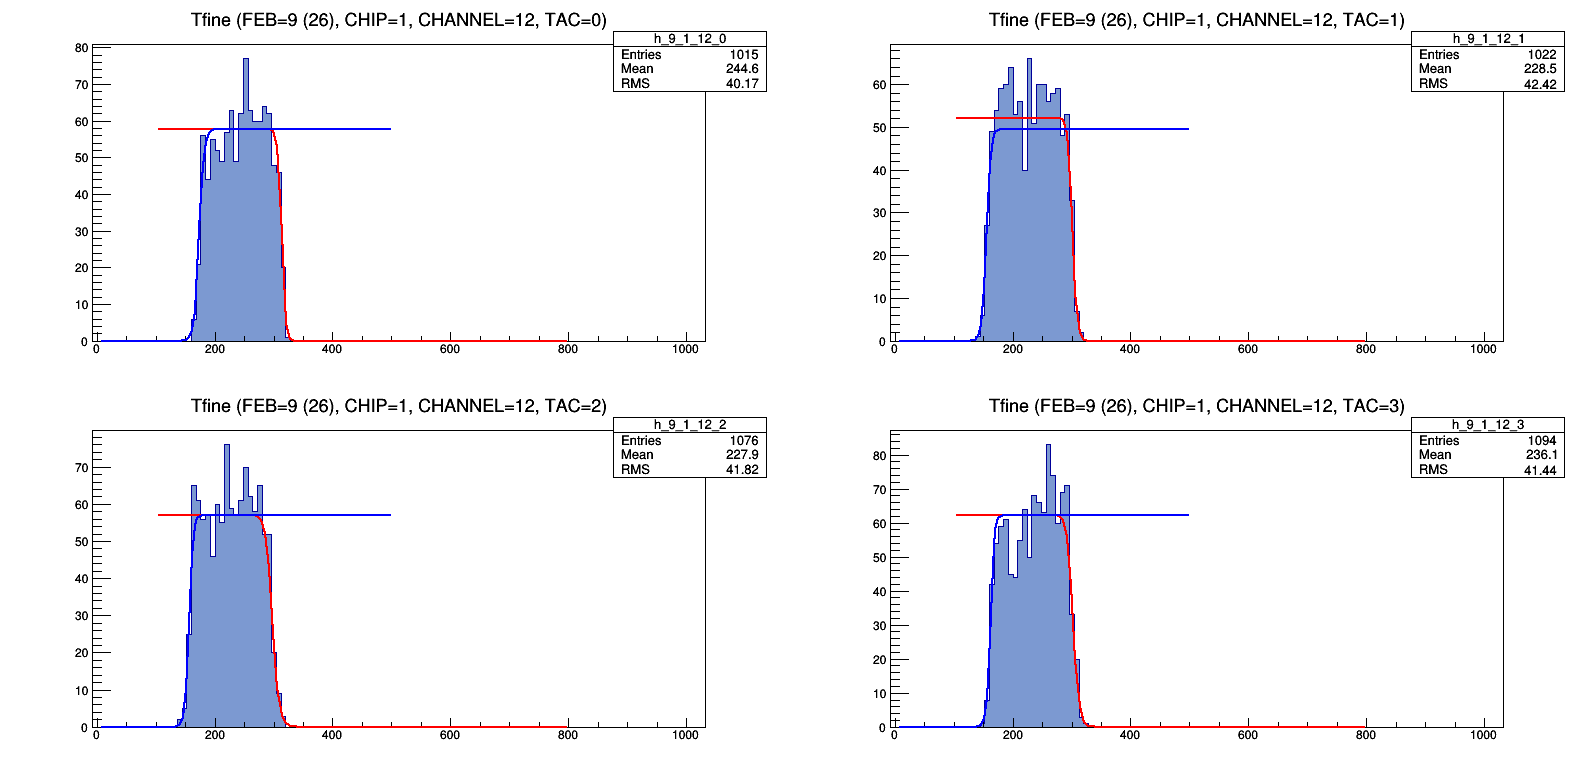 Tfine (FEB=9 (26), CHIP=1, CHANNEL=12, TAC=0)
h_9_1_12_0
Entries 1015
Mean 244.6
RMS 40.17
80
70
60
50
40
30
20
10
0
0 200 400 600 800 1000
Tfine (FEB=9 (26), CHIP=1, CHANNEL=12, TAC=1)
h_9_1_12_1
Entries 1022
Mean 228.5
RMS 42.42
60
50
40
30
20
10
0
0 200 400 600 800 1000
Tfine (FEB=9 (26), CHIP=1, CHANNEL=12, TAC=2)
h_9_1_12_2
Entries 1076
Mean 227.9
RMS 41.82
70
60
50
40
30
20
10
0
0 200 400 600 800 1000
Tfine (FEB=9 (26), CHIP=1, CHANNEL=12, TAC=3)
h_9_1_12_3
Entries 1094
Mean 236.1
RMS 41.44
80
70
60
50
40
30
20
10
0
0 200 400 600 800 1000